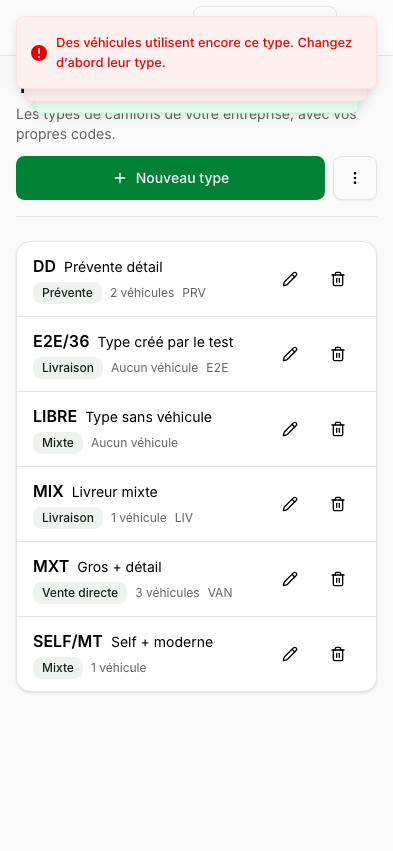 Des véhicules utilisent encore ce type. Changez
d'abord leur type.
Les types de camions de votre entreprise, avec vos
propres codes.
Nouveau type
DD Prévente détail
Prévente 2 véhicules PRV
E2E/36 Type créé par le test
Livraison Aucun véhicule E2E
LIBRE Type sans véhicule
Mixte Aucun véhicule
MIX Livreur mixte
Livraison 1 véhicule LIV
MXT Gros + détail
Vente directe 3 véhicules VAN
SELF/MT Self + moderne
Mixte 1 véhicule